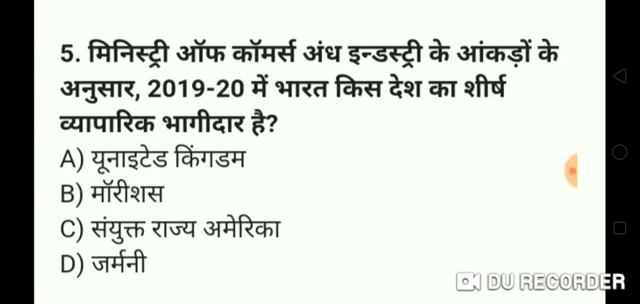 5. मिनिस्ट्री ऑफ कॉमर्स अंध इन्डस्ट्री के आंकड़ों के
अनुसार, 2019-20 में भारत किस देश का शीर्ष
व्यापारिक भागीदार है?
A) यूनाइटेड किंगडम
B) मॉरीशस
C) संयुक्त राज्य अमेरिका
D) जर्मनी
DU RECORDER